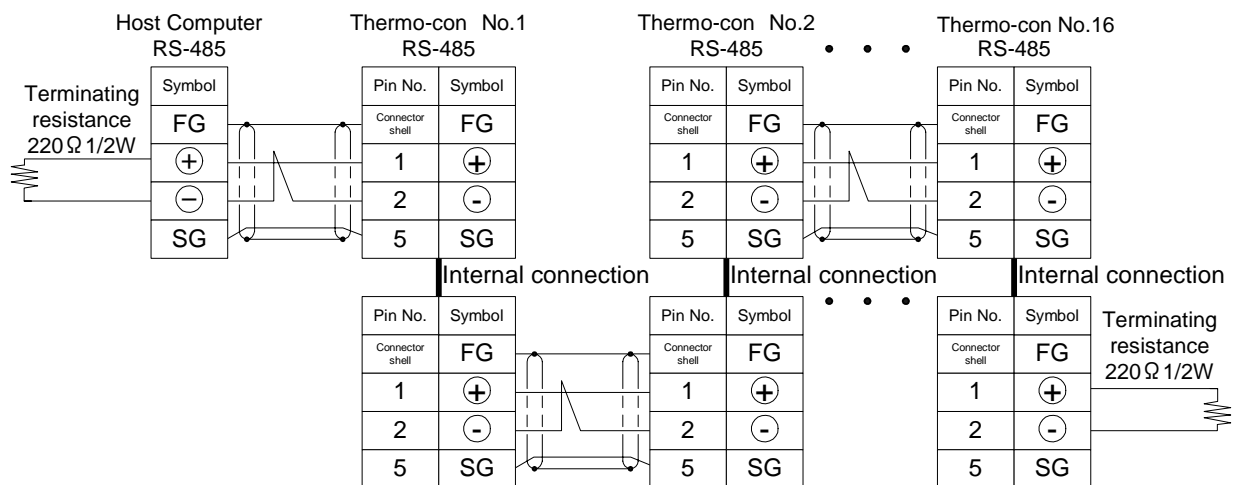 Host Computer
RS-485
Thermo-con No.1
RS-485
Thermo-con No.2
RS-485
• • •
Thermo-con No.16
RS-485
Terminating
resistance
220Ω 1/2W
Symbol
FG
+
−
SG
Pin No. Symbol
Connector
shell
FG
1 +
2 -
5 SG
Pin No. Symbol
Connector
shell
FG
1 +
2 -
5 SG
Pin No. Symbol
Connector
shell
FG
1 +
2 -
5 SG
Internal connection
Internal connection
Internal connection
• • •
Pin No. Symbol
Connector
shell
FG
1 +
2 -
5 SG
Pin No. Symbol
Connector
shell
FG
1 +
2 -
5 SG
Pin No. Symbol
Connector
shell
FG
1 +
2 -
5 SG
Terminating
resistance
220Ω 1/2W